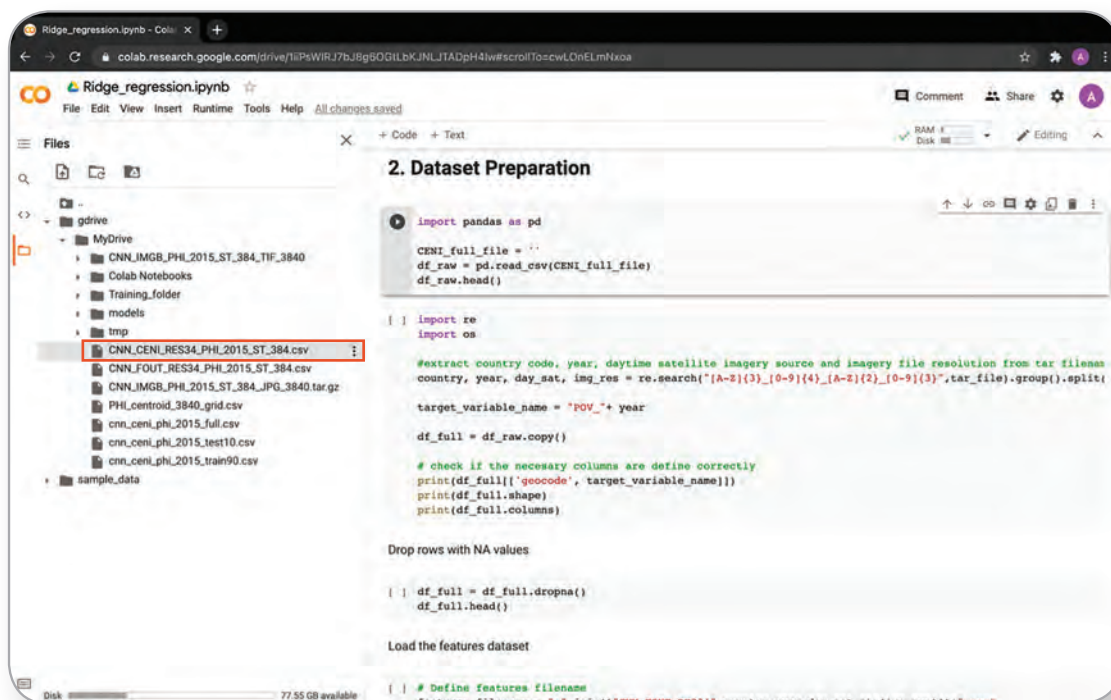 Ridge_regression.ipynb - Cola
colab.research.google.com/drive/
Ridge_regression.ipynb
File Edit View Insert Runtime Tools Help All changes saved
Comment Share A
Files
+ Code + Text
RAM
Disk
Editing
..
gdrive
MyDrive
CNN_IMGB_PHI_2015_ST_384_TIF_3840
Colab Notebooks
Training_folder
models
tmp
CNN_CENI_RES34_PHI_2015_ST_384.csv
CNN_FOUT_RES34_PHI_2015_ST_384.csv
CNN_IMGB_PHI_2015_ST_384_JPG_3840.tar.gz
PHI_centroid_3840_grid.csv
cnn_ceni_phi_2015_full.csv
cnn_ceni_phi_2015_test10.csv
cnn_ceni_phi_2015_train90.csv
sample_data
Disk 77.55 GB available
2. Dataset Preparation
import pandas as pd
CENI_full_file = ''
df_raw = pd.read_csv(CENI_full_file)
df_raw.head()
[ ] import re
import os
#extract country code, year, daytime satellite imagery source and imagery file resolution from tar filenam
country, year, day_sat, img_res = re.search("[A-Z]{3}_[0-9]{4}_[A-Z]{2}_[0-9]{3}",tar_file).group().split(
target_variable_name = "POV_"+ year
df_full = df_raw.copy()
# check if the necesary columns are define correctly
print(df_full[['geocode', target_variable_name]])
print(df_full.shape)
print(df_full.columns)
Drop rows with NA values
[ ] df_full = df_full.dropna()
df_full.head()
Load the features dataset
[ ] # Define features filename